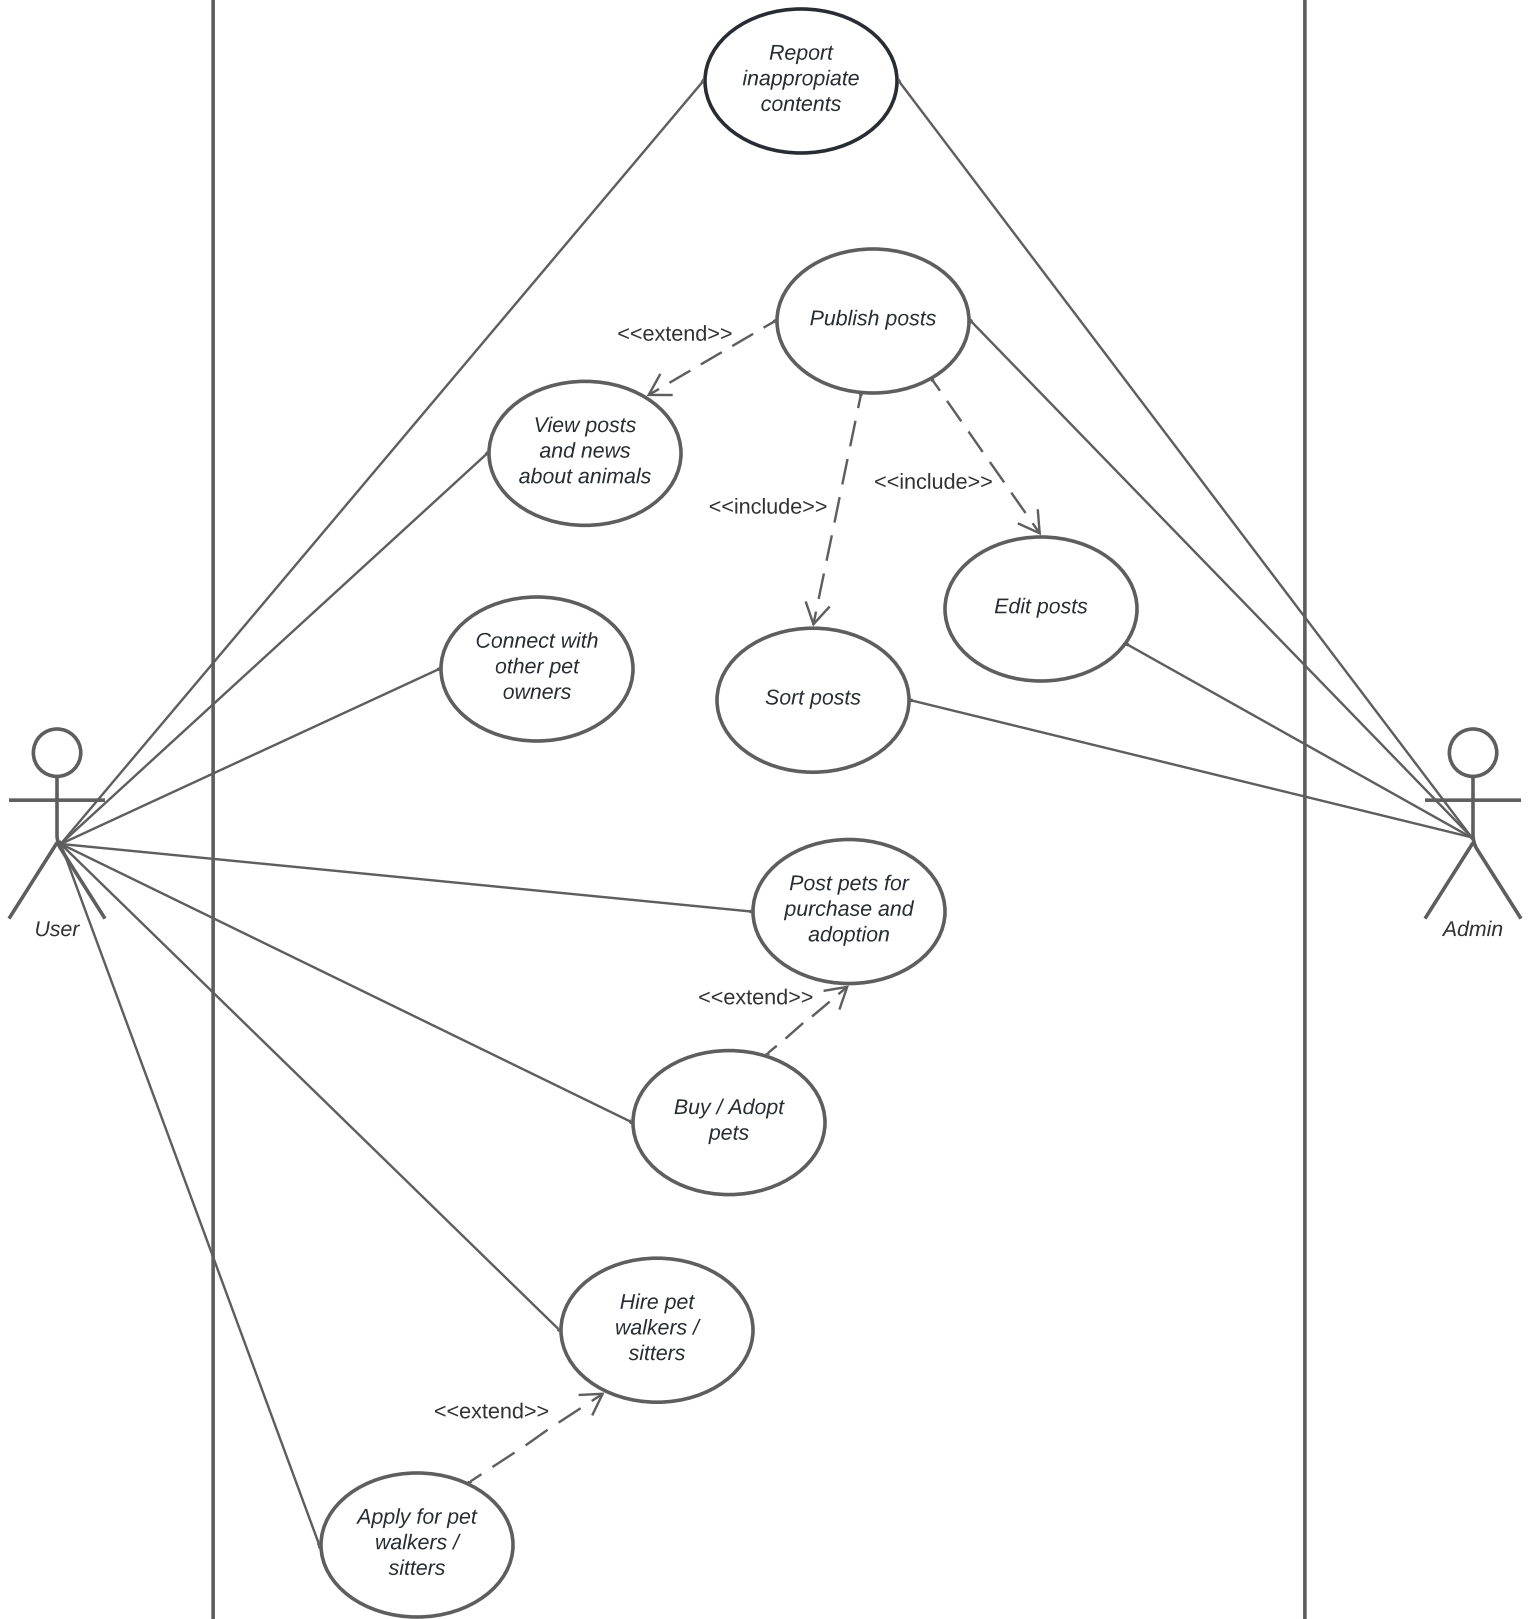 Report
inappropiate
contents
Publish posts
<<extend>>
View posts
and news
about animals
<<include>>
<<include>>
Edit posts
Connect with
other pet
owners
Sort posts
User
Admin
Post pets for
purchase and
adoption
<<extend>>
Buy / Adopt
pets
Hire pet
walkers /
sitters
<<extend>>
Apply for pet
walkers /
sitters